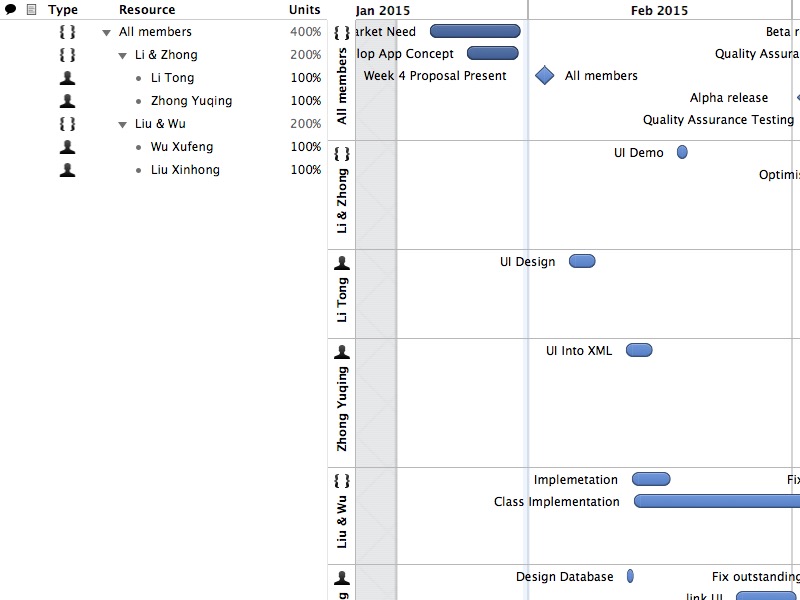 Type Resource Units
All members 400%
Li & Zhong 200%
Li Tong 100%
Zhong Yuqing 100%
Liu & Wu 200%
Wu Xufeng 100%
Liu Xinhong 100%
Jan 2015 Feb 2015
All members
arket Need
Beta r
lop App Concept
Quality Assura
Week 4 Proposal Present
All members
Alpha release
Quality Assurance Testing
Li & Zhong
UI Demo
Optimis
Li Tong
UI Design
Zhong Yuqing
UI Into XML
Liu & Wu
Implemetation
Fix
Class Implementation
Design Database
Fix outstanding
link UI